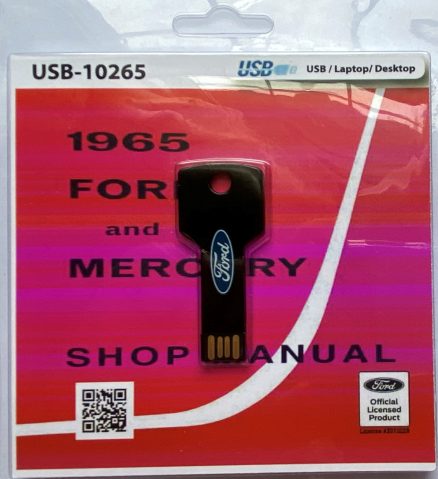 USB-10265
USB
USB / Laptop/ Desktop
1965
FOR
and
MERC RY
Ford
SHOP ANUAL
Ford
Official
Licensed
Product